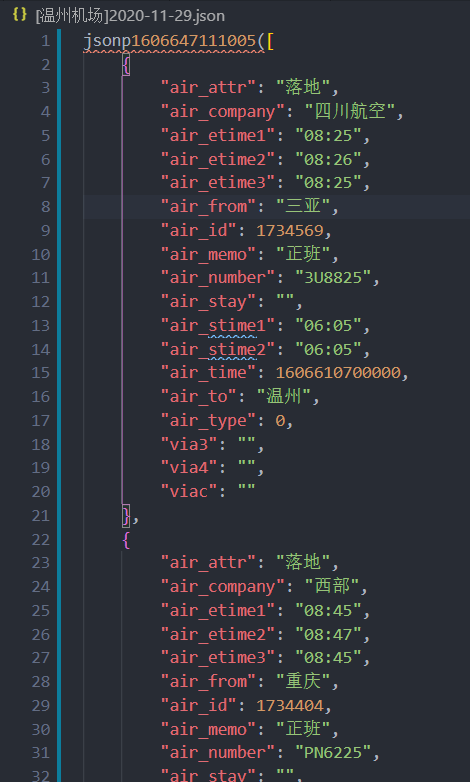 [温州机场]2020-11-29.json
1 jsonp1606647111005([
2 {
3 "air_attr": "落地",
4 "air_company": "四川航空",
5 "air_etime1": "08:25",
6 "air_etime2": "08:26",
7 "air_etime3": "08:25",
8 "air_from": "三亚",
9 "air_id": 1734569,
10 "air_memo": "正班",
11 "air_number": "3U8825",
12 "air_stay": "",
13 "air_stime1": "06:05",
14 "air_stime2": "06:05",
15 "air_time": 1606610700000,
16 "air_to": "温州",
17 "air_type": 0,
18 "via3": "",
19 "via4": "",
20 "viac": ""
21 },
22 {
23 "air_attr": "落地",
24 "air_company": "西部",
25 "air_etime1": "08:45",
26 "air_etime2": "08:47",
27 "air_etime3": "08:45",
28 "air_from": "重庆",
29 "air_id": 1734404,
30 "air_memo": "正班",
31 "air_number": "PN6225",
32 "air_stay": "",